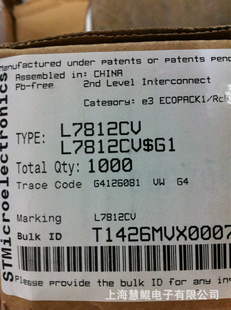 Manufactured under patents or patents pend
Assembled in: CHINA
Pb-free 2nd Level Interconnect
Category: e3 ECOPACK1/RoH
TYPE: L7812CV
L7812CV$G1
Total Qty: 1000
Trace Code G4126081 VW G4
Marking L7812CV
Bulk ID T1426MVX0007
Please provide the bulk ID for any inq
STMicroelectronics
上海慧鲲电子有限公司